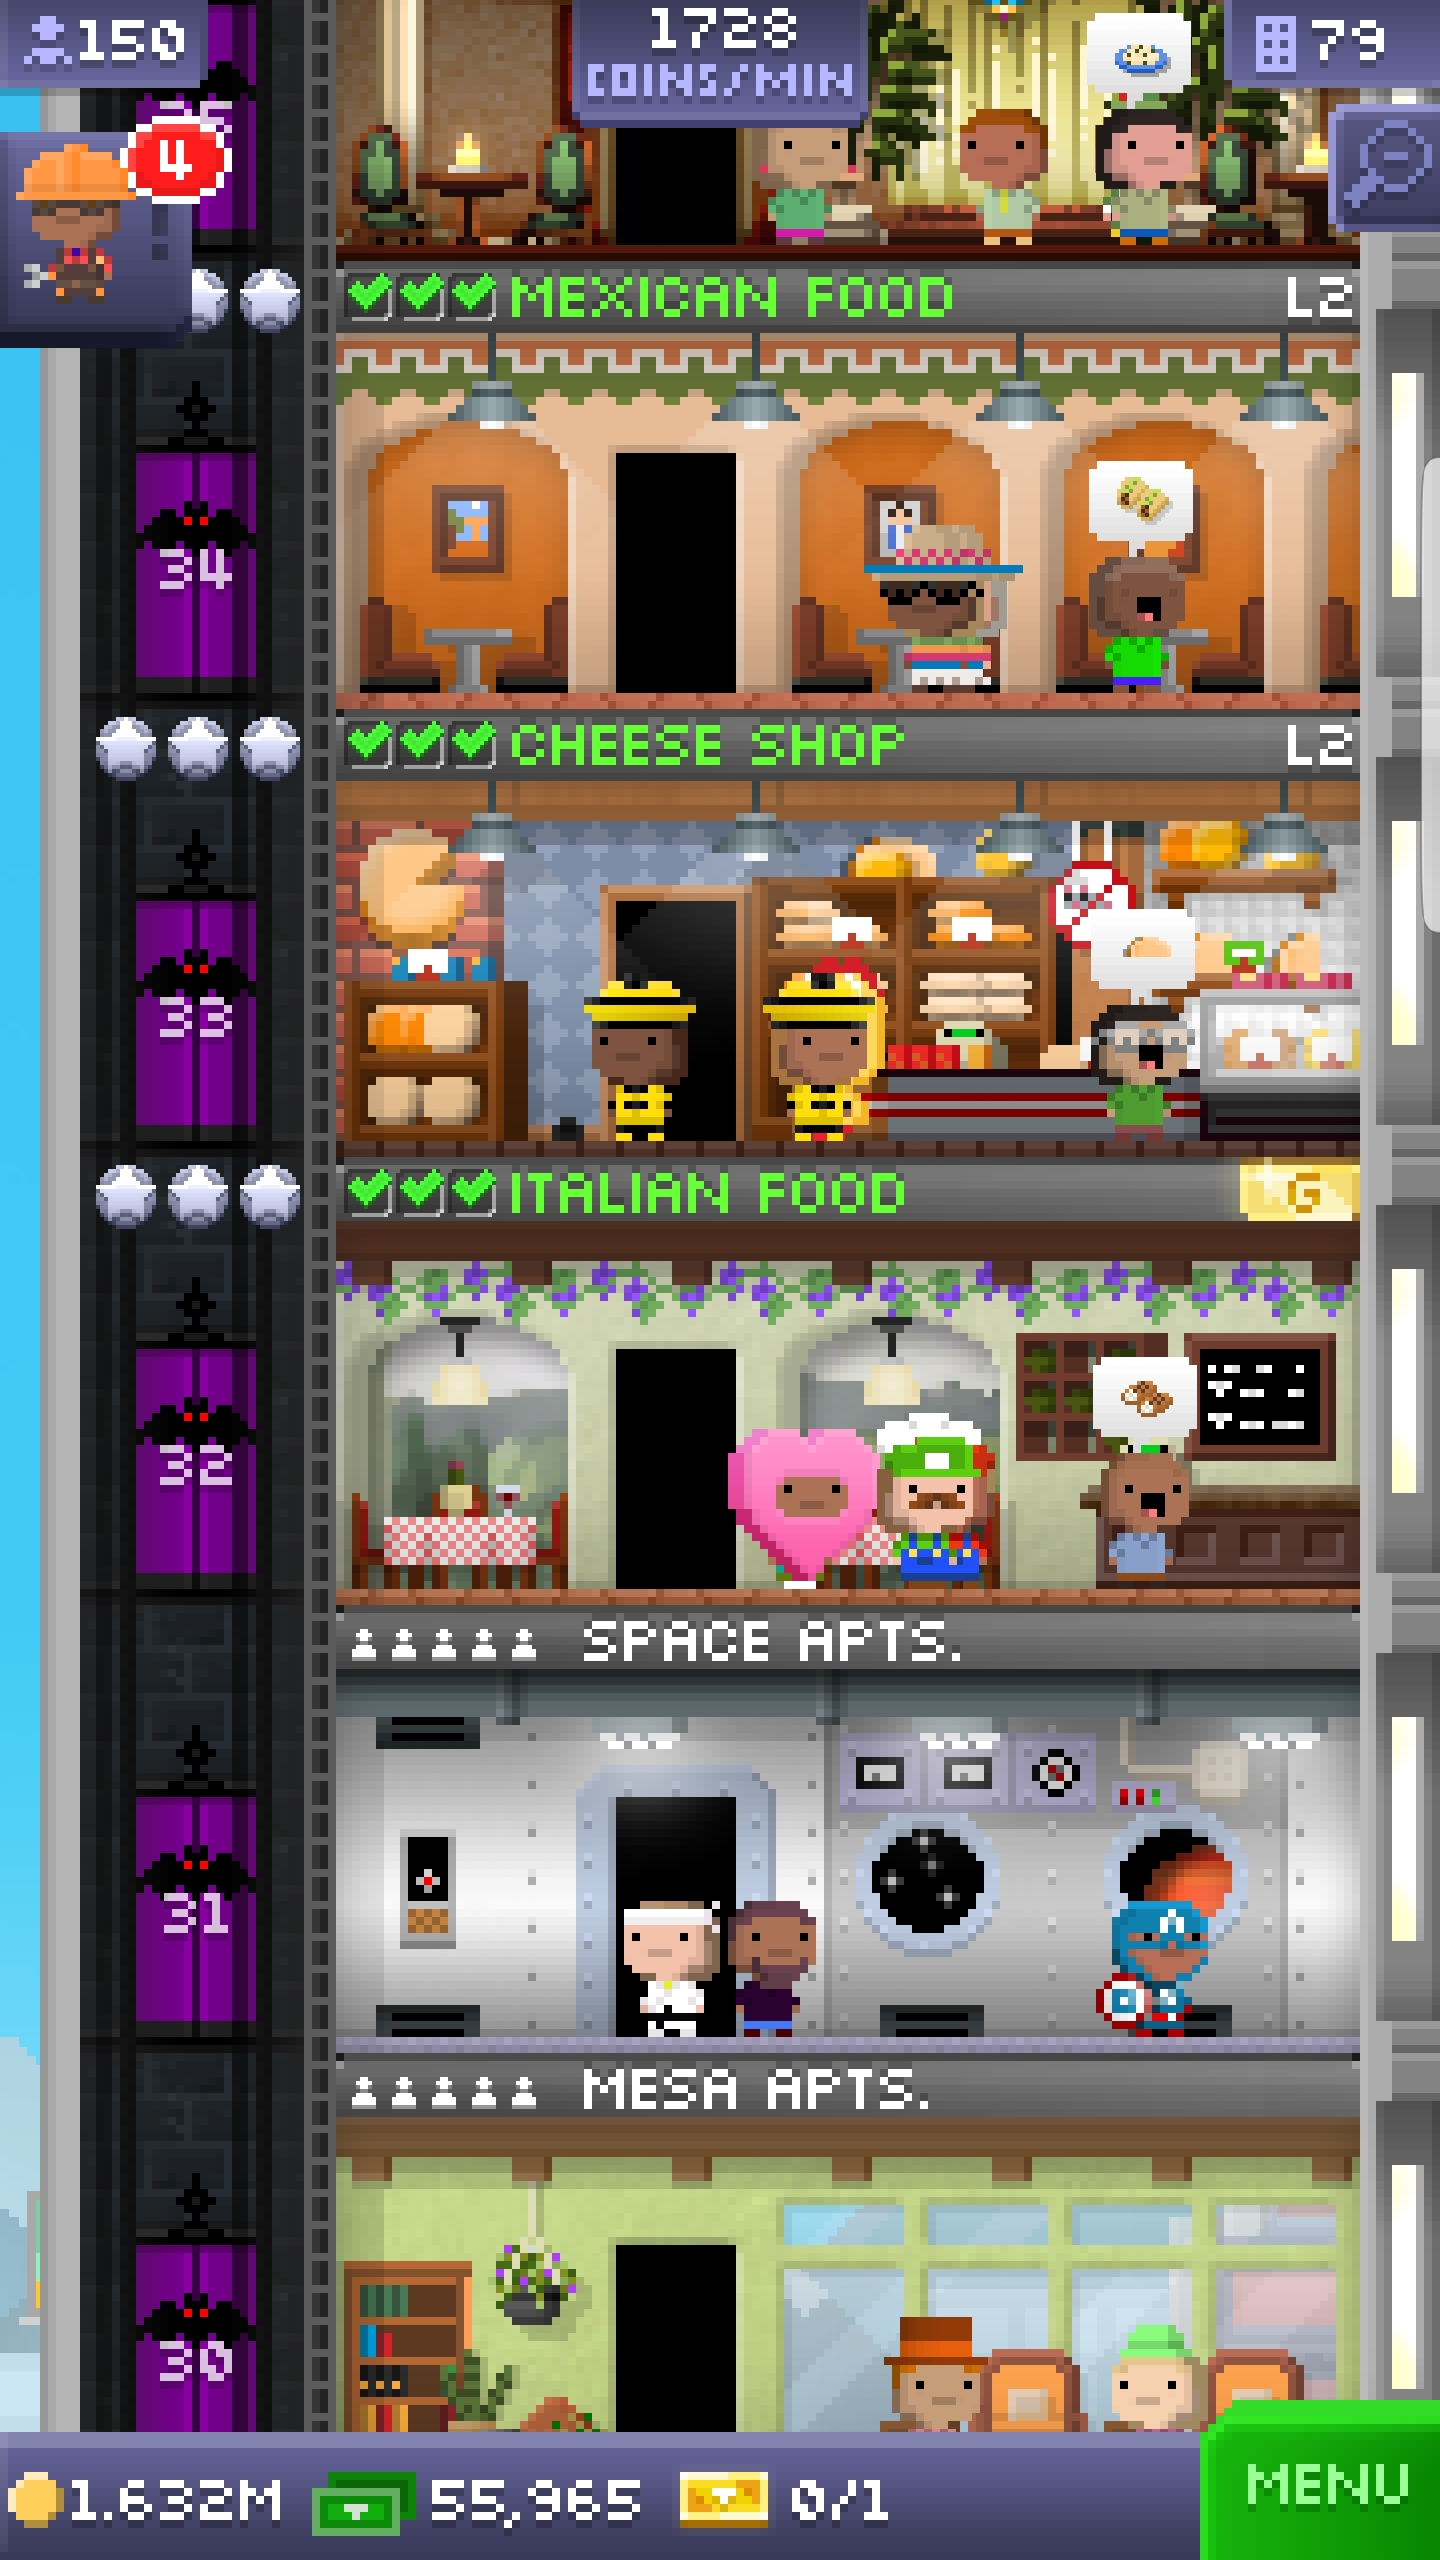 150
1728
COINS/MIN
79
4
MEXICAN FOOD L2
34
CHEESE SHOP L2
33
ITALIAN FOOD G
32
SPACE APTS.
31
MESA APTS.
30
1.632M 55,965 0/1 MENU